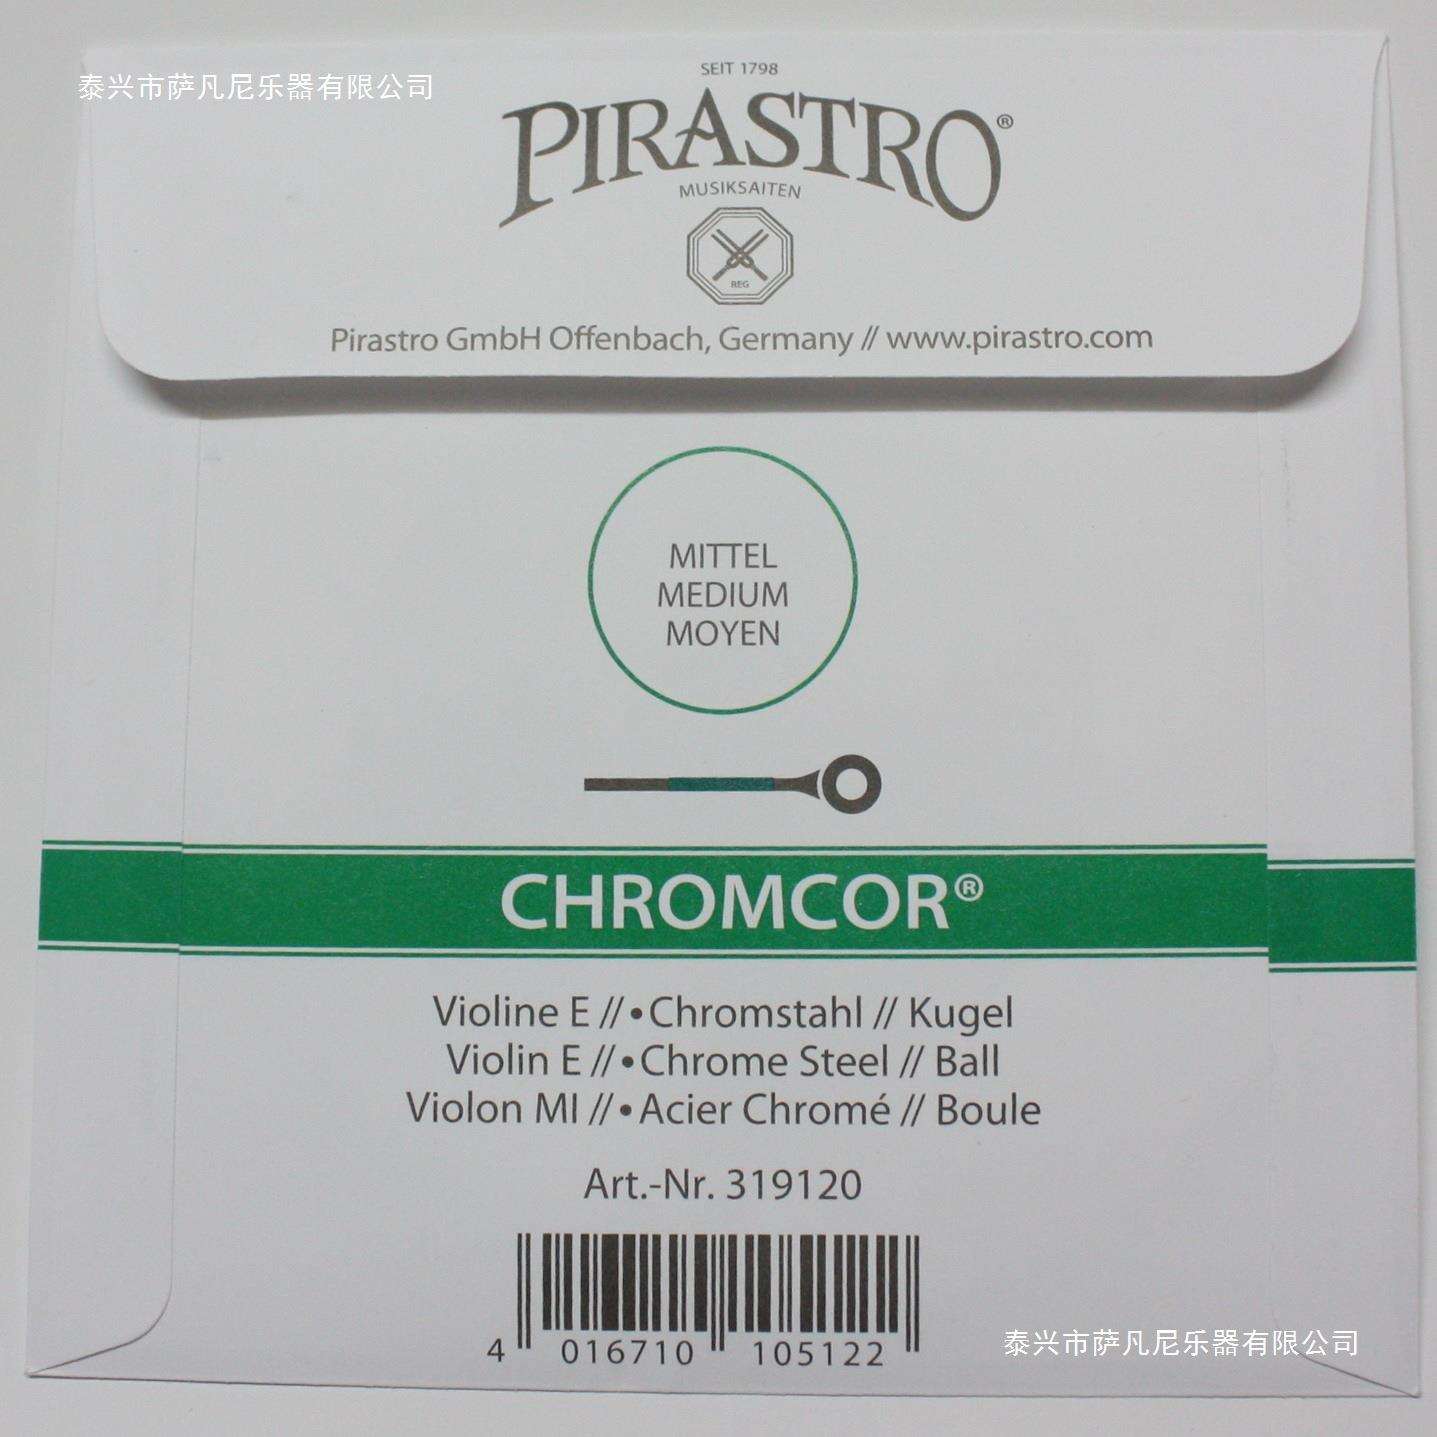 泰兴市萨凡尼乐器有限公司
SEIT 1798
PIRASTRO®
MUSIKSAITEN
REG
Pirastro GmbH Offenbach, Germany // www.pirastro.com
MITTEL
MEDIUM
MOYEN
CHROMCOR®
Violine E // • Chromstahl // Kugel
Violin E // • Chrome Steel // Ball
Violon MI // • Acier Chromé // Boule
Art.-Nr. 319120
4 016710 105122
泰兴市萨凡尼乐器有限公司